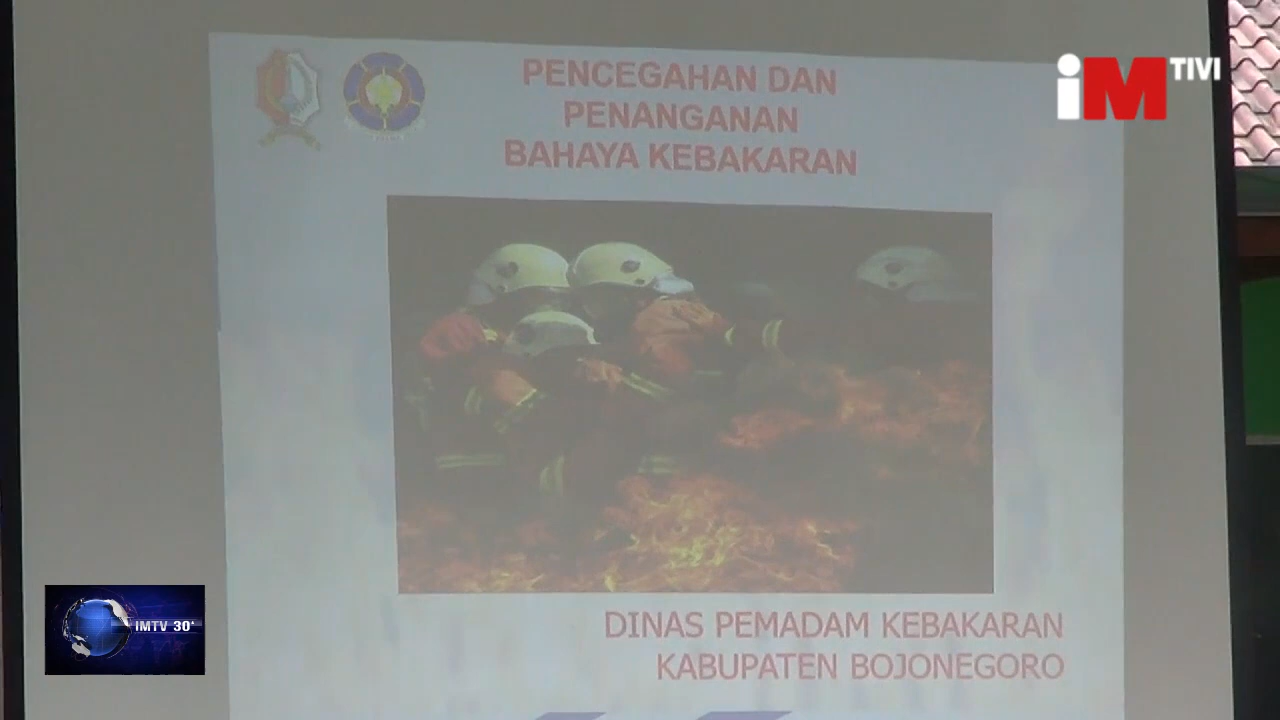 PENCEGAHAN DAN
PENANGANAN
BAHAYA KEBAKARAN
iM TIVI
IMTV 30"
DINAS PEMADAM KEBAKARAN
KABUPATEN BOJONEGORO